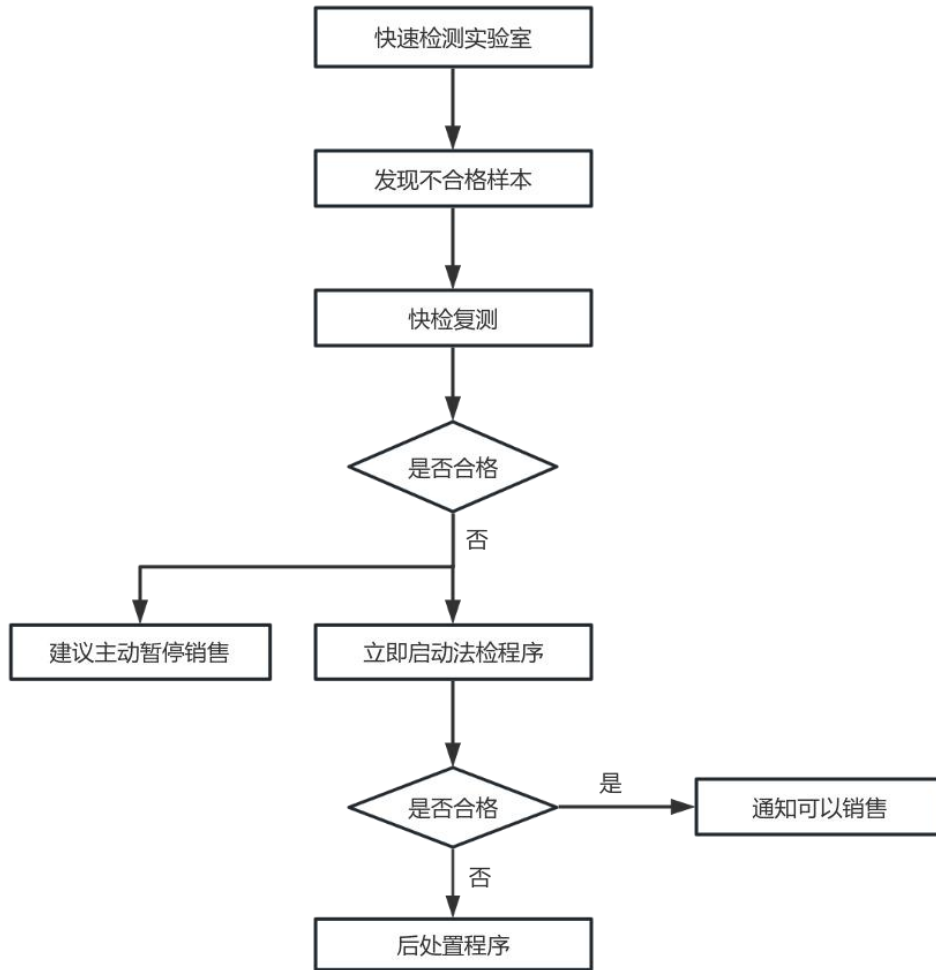 快速检测实验室
发现不合格样本
快检复测
是否合格
否
建议主动暂停销售
立即启动法检程序
是否合格
是
通知可以销售
否
后处置程序